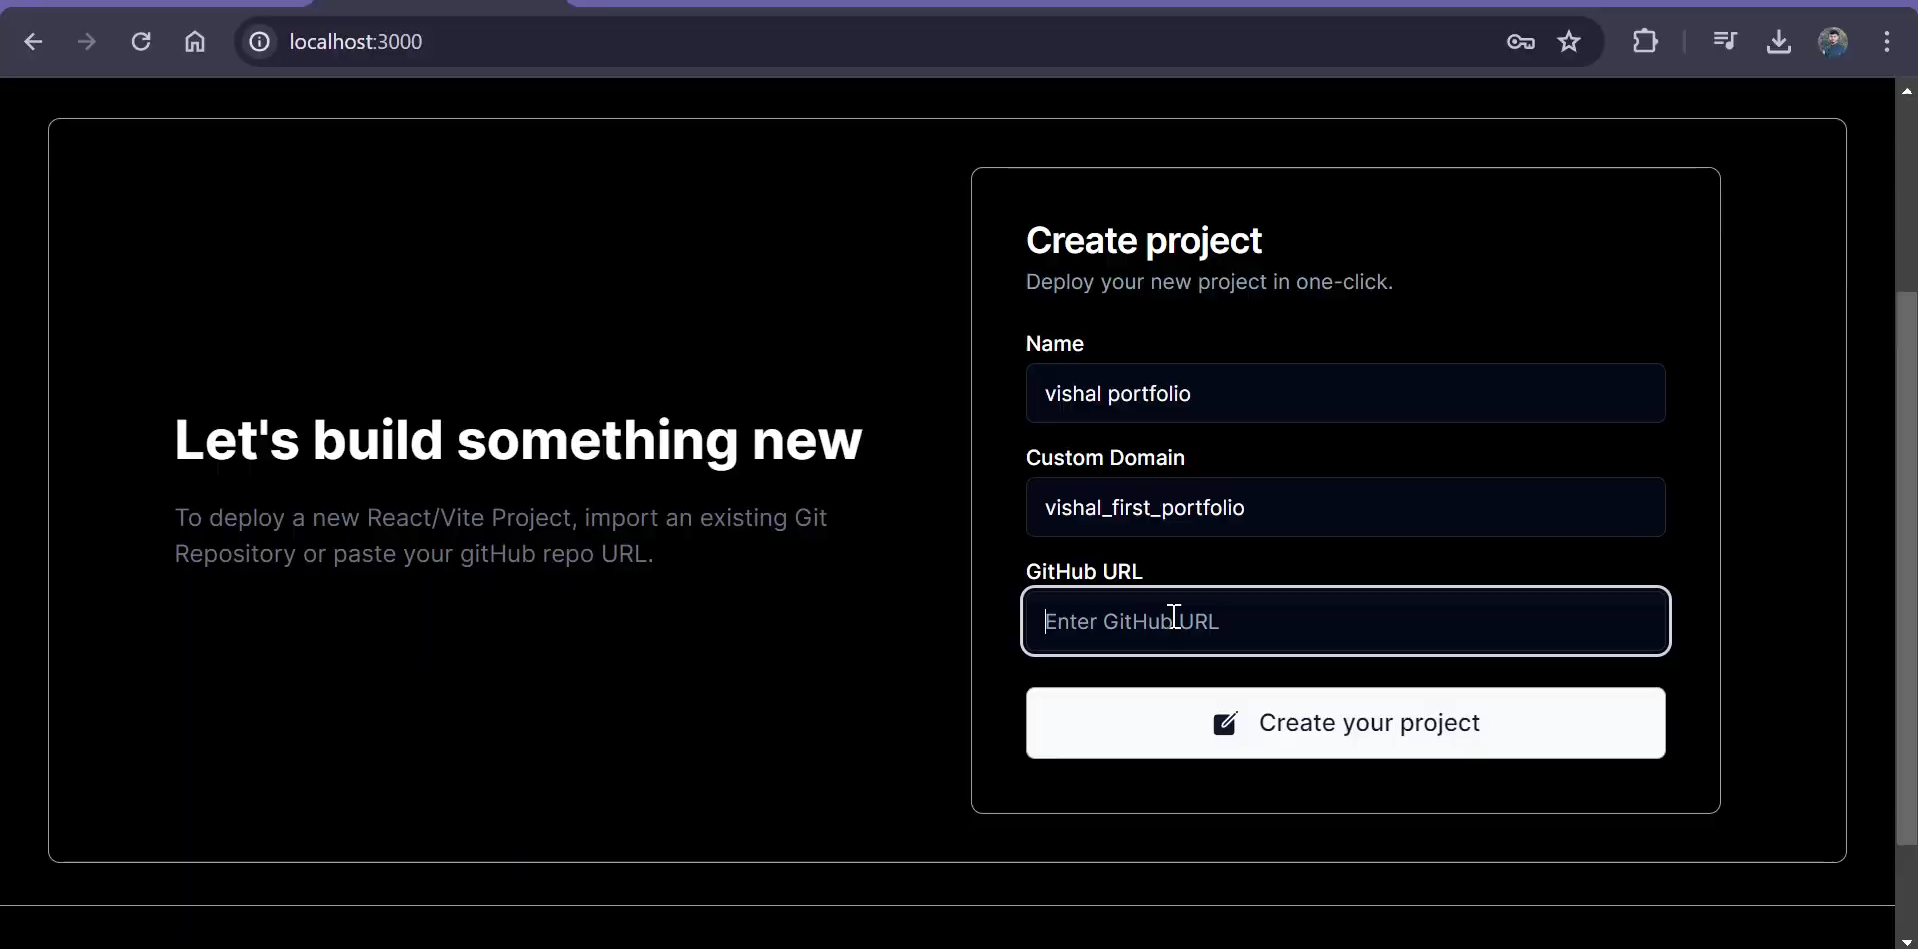 localhost:3000
Let's build something new
To deploy a new React/Vite Project, import an existing Git
Repository or paste your gitHub repo URL.
Create project
Deploy your new project in one-click.
Name
vishal portfolio
Custom Domain
vishal_first_portfolio
GitHub URL
Enter GitHub URL
Create your project